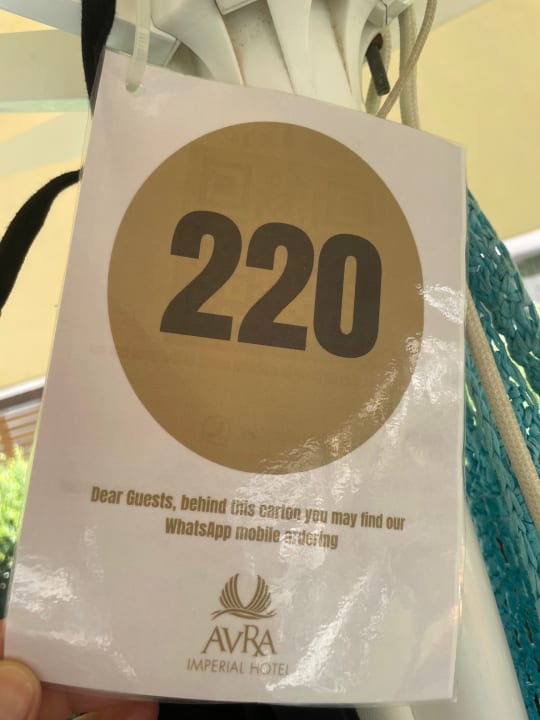 220
Dear Guests, behind this carton you may find our
WhatsApp mobile ordering
AVRA
IMPERIAL HOTEL